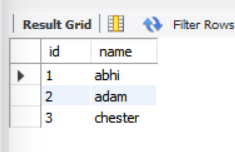 Result Grid Filter Rows
id name
1 abhi
2 adam
3 chester